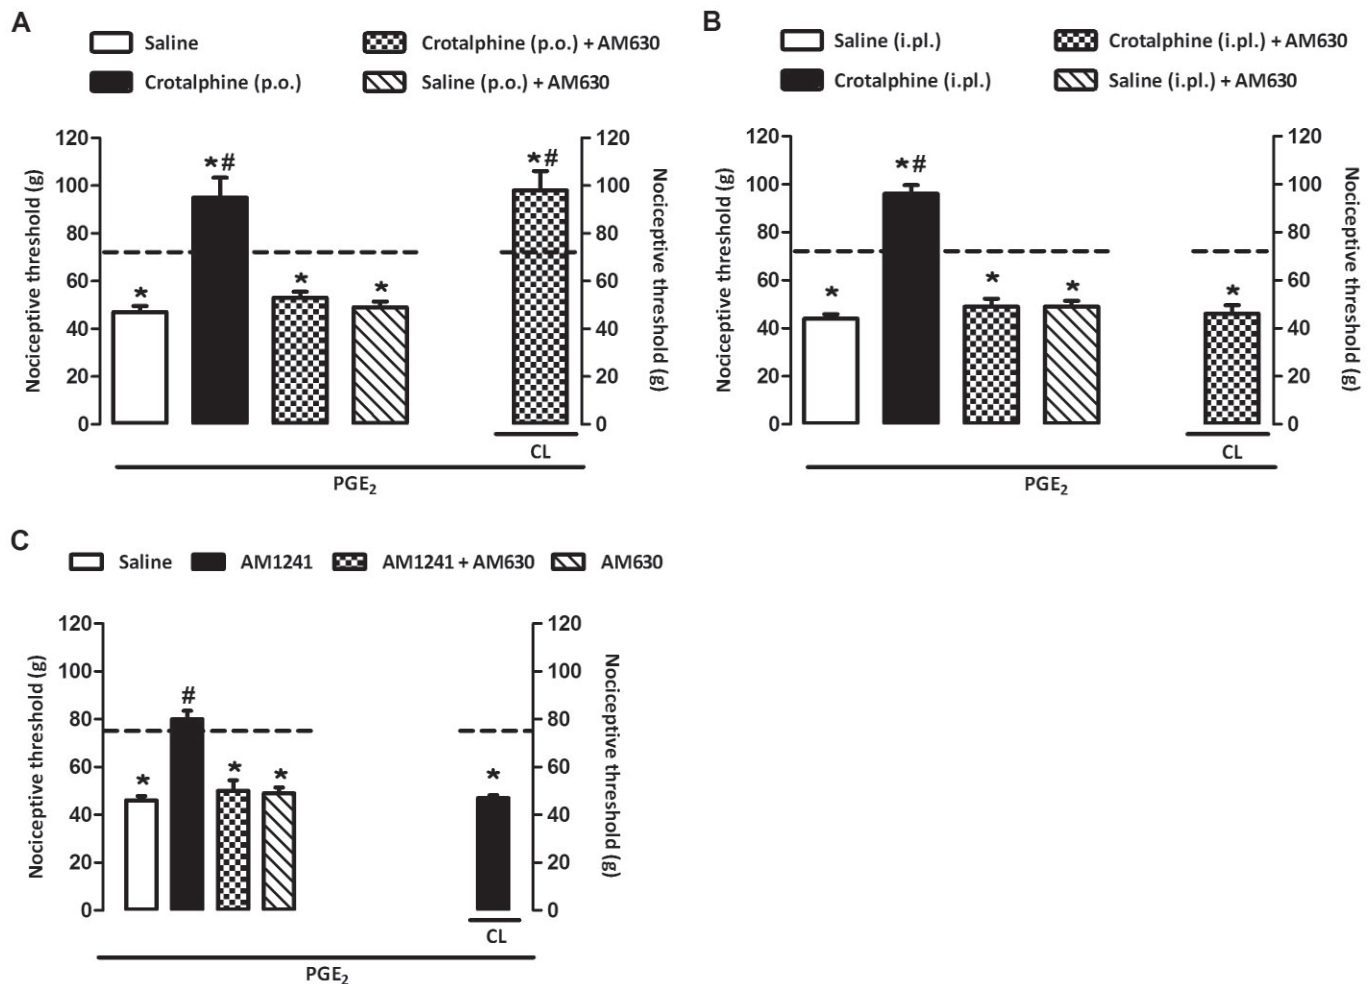 A
Saline
Crotalphine (p.o.) + AM630
Crotalphine (p.o.)
Saline (p.o.) + AM630
Nociceptive threshold (g)
120
100
80
60
40
20
0
*
*#
*
*
*#
120
100
80
60
40
20
0
Nociceptive threshold (g)
CL
PGE₂
B
Saline (i.pl.)
Crotalphine (i.pl.) + AM630
Crotalphine (i.pl.)
Saline (i.pl.) + AM630
Nociceptive threshold (g)
120
100
80
60
40
20
0
*
*#
*
*
*
120
100
80
60
40
20
0
Nociceptive threshold (g)
CL
PGE₂
C
Saline AM1241 AM1241 + AM630 AM630
Nociceptive threshold (g)
120
100
80
60
40
20
0
*
#
*
*
*
120
100
80
60
40
20
0
Nociceptive threshold (g)
CL
PGE₂